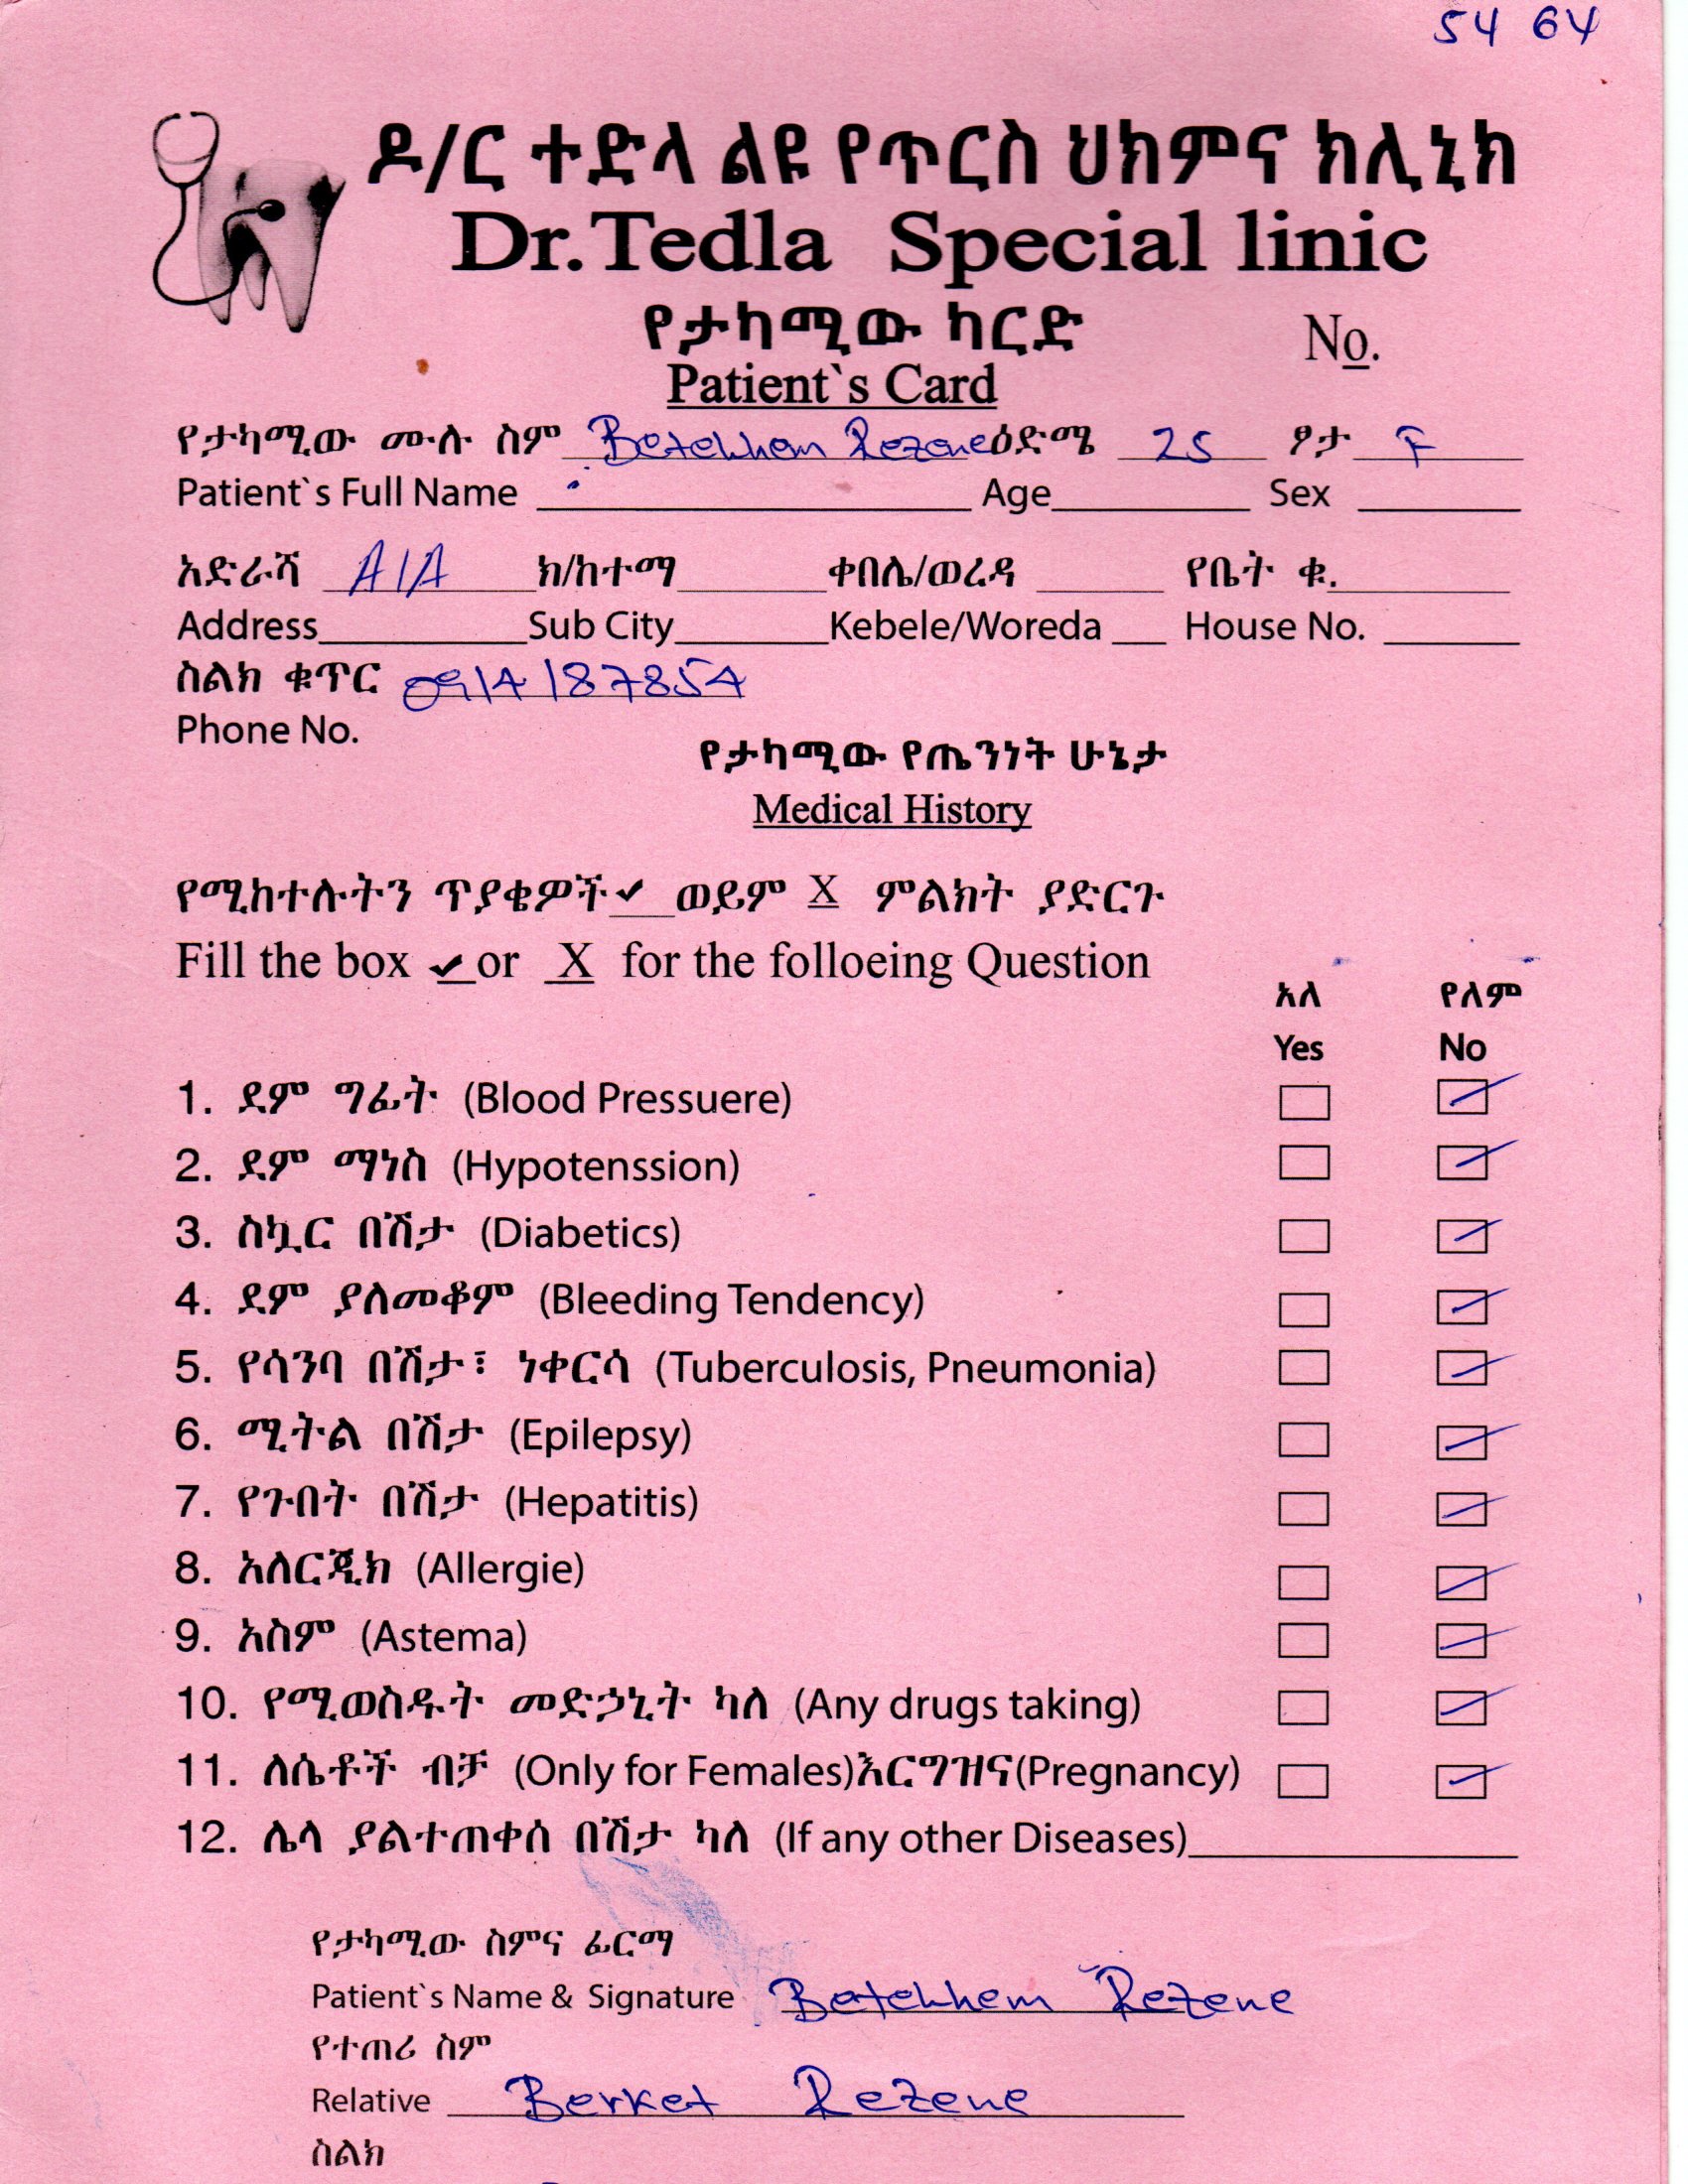 54 64
ዶ/ር ተድላ ልዩ የጥርስ ህክምና ክሊኒክ
Dr.Tedla Special linic
የታካሚው ካርድ
No.
Patient`s Card
የታካሚው ሙሉ ስም Betelhem Rezene ዕድሜ 25 ፆታ F
Patient`s Full Name Age Sex
አድራሻ A/A ክ/ከተማ ቀበሌ/ወረዳ የቤት ቁ.
Address Sub City Kebele/Woreda House No.
ስልክ ቁጥር 0914187854
Phone No.
የታካሚው የጤንነት ሁኔታ
Medical History
የሚከተሉትን ጥያቄዎች ✔ ወይም X ምልክት ያድርጉ
Fill the box ✔ or X for the folloeing Question
አለ የለም
Yes No
1. ደም ግፊት (Blood Pressuere)
2. ደም ማነስ (Hypotenssion)
3. ስኳር በሽታ (Diabetics)
4. ደም ያለመቆም (Bleeding Tendency)
5. የሳንባ በሽታ፣ ነቀርሳ (Tuberculosis, Pneumonia)
6. ሚትል በሽታ (Epilepsy)
7. የጉበት በሽታ (Hepatitis)
8. አለርጂክ (Allergie)
9. አስም (Astema)
10. የሚወስዱት መድኃኒት ካለ (Any drugs taking)
11. ለሴቶች ብቻ (Only for Females)እርግዝና(Pregnancy)
12. ሌላ ያልተጠቀሰ በሽታ ካለ (If any other Diseases)
የታካሚው ስምና ፊርማ
Patient`s Name & Signature Betelhem Rezene
የተጠሪ ስም
Relative Berket Rezene
ስልክ